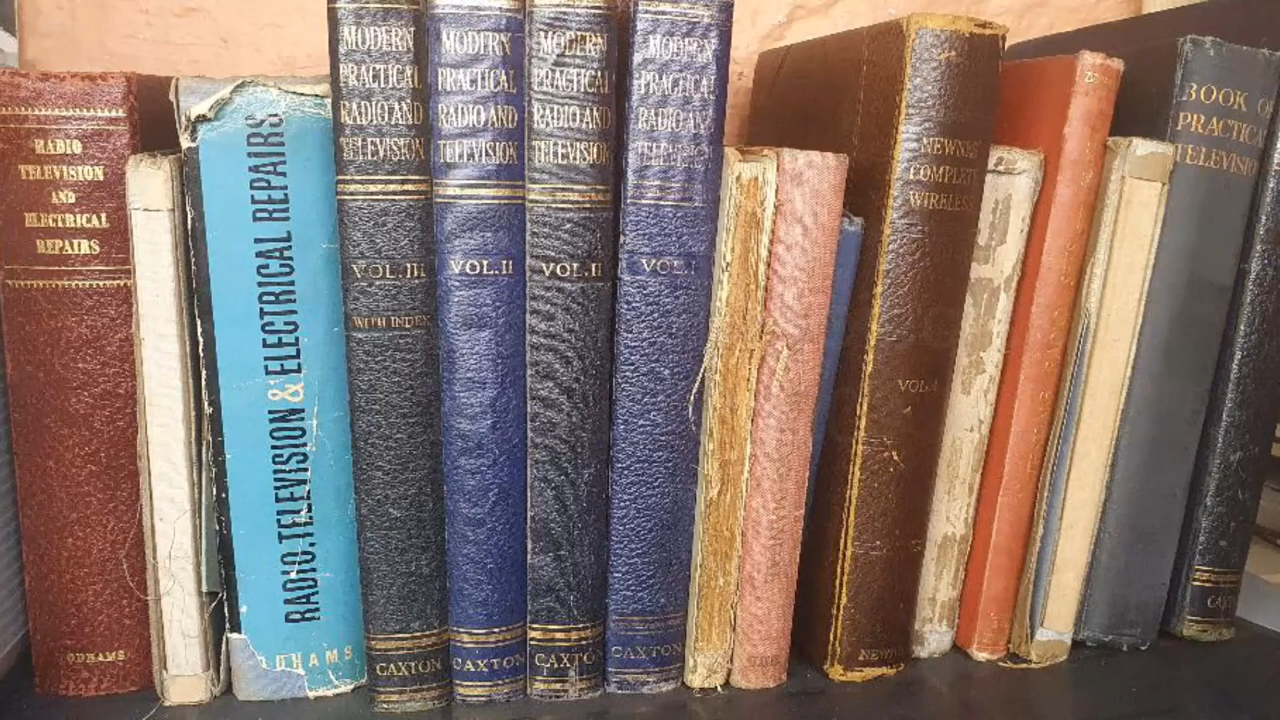 RADIO
TELEVISION
AND
ELECTRICAL
REPAIRS
ODHAMS
RADIO, TELEVISION & ELECTRICAL REPAIRS
ODHAMS
MODERN
PRACTICAL
RADIO AND
TELEVISION
VOL. III
WITH INDEX
CAXTON
MODERN
PRACTICAL
RADIO AND
TELEVISION
VOL. II
CAXTON
MODERN
PRACTICAL
RADIO AND
TELEVISION
VOL. II
CAXTON
MODERN
PRACTICAL
RADIO AND
TELEVISION
VOL. I
CAXTON
NEWNES
COMPLETE
WIRELESS
VOL.
NEWNES
BOOK OF
PRACTICAL
TELEVISION